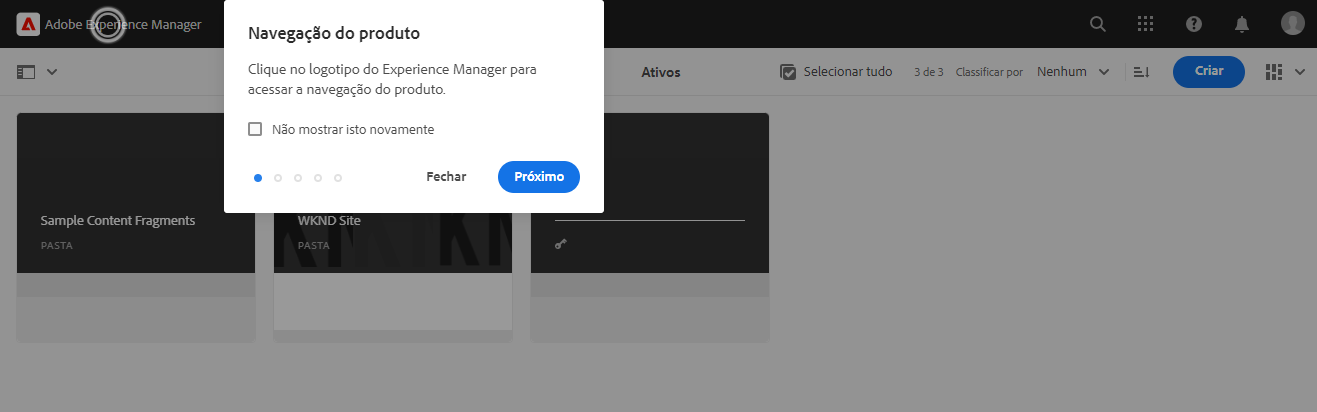 Adobe Experience Manager
Navegação do produto
Clique no logotipo do Experience Manager para
acessar a navegação do produto.
Não mostrar isto novamente
Fechar
Próximo
Ativos
Selecionar tudo
3 de 3
Classificar por
Nenhum
Criar
Sample Content Fragments
PASTA
WKND Site
PASTA